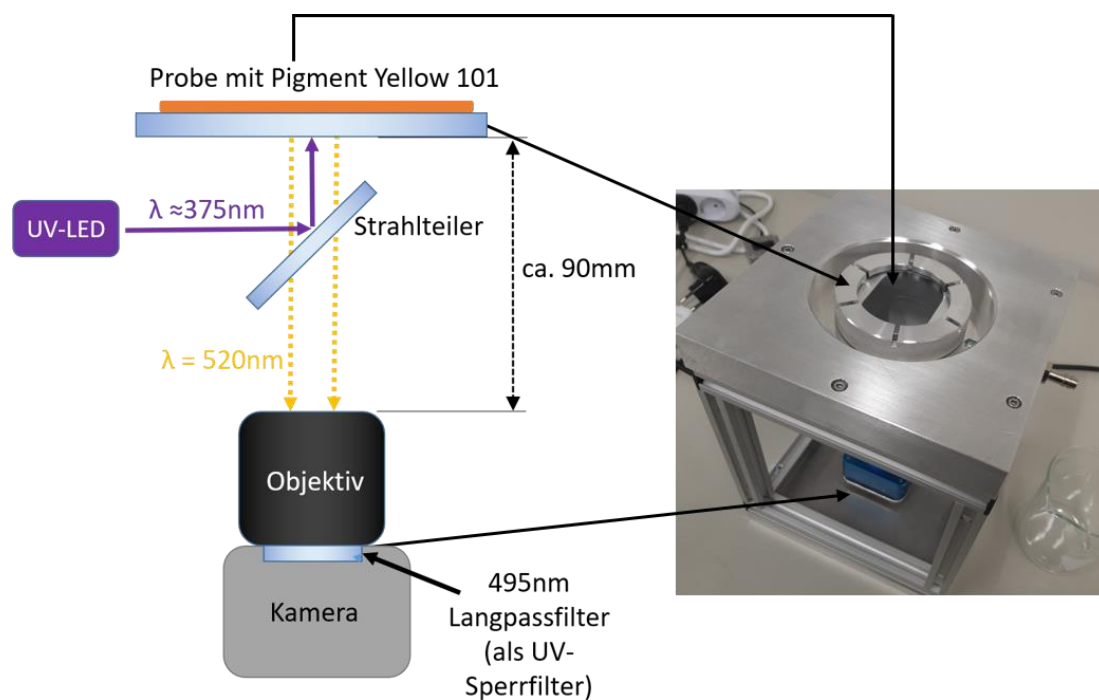 Probe mit Pigment Yellow 101
λ ≈375nm
UV-LED
Strahlteiler
ca. 90mm
λ = 520nm
Objektiv
Kamera
495nm
Langpassfilter
(als UV-
Sperrfilter)